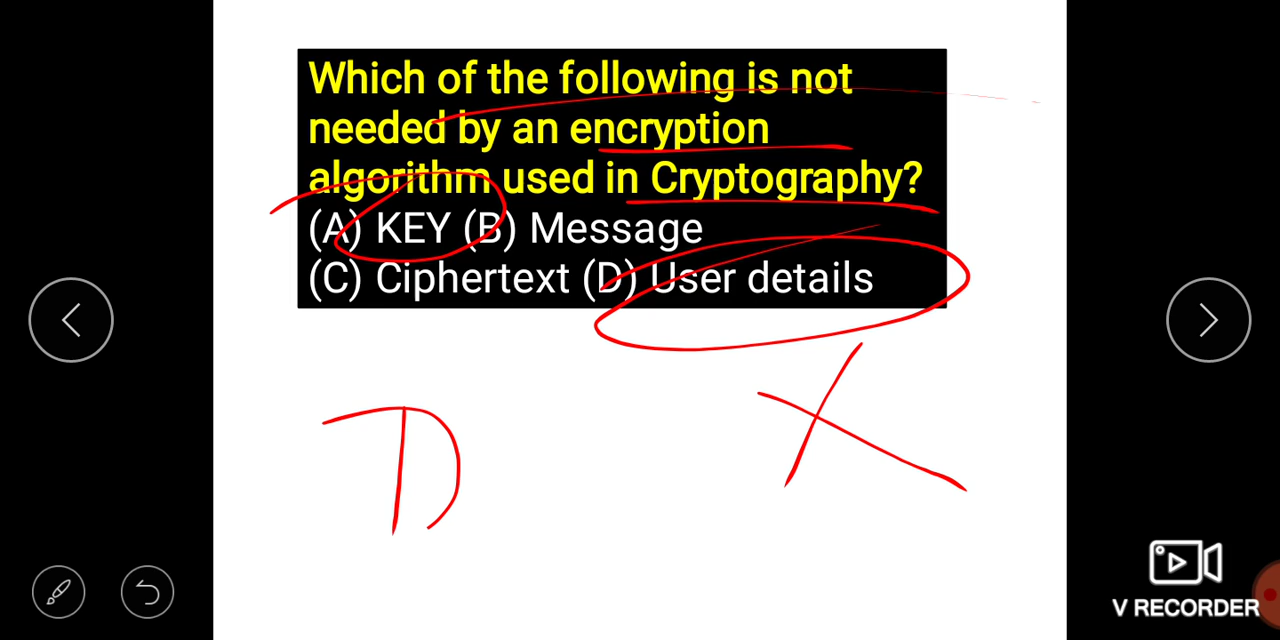 Which of the following is not
needed by an encryption
algorithm used in Cryptography?
(A) KEY (B) Message
(C) Ciphertext (D) User details
D
X
V RECORDER